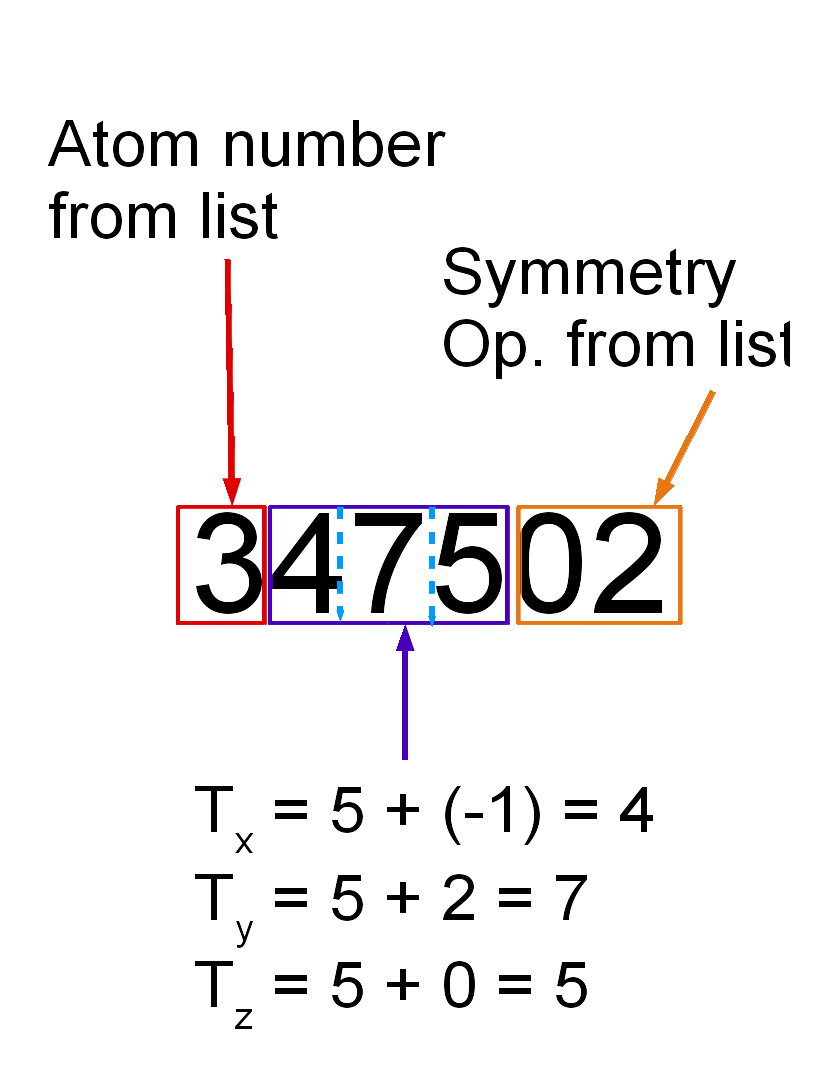 Atom number
from list
Symmetry
Op. from list
347502
Tx = 5 + (-1) = 4
Ty = 5 + 2 = 7
Tz = 5 + 0 = 5